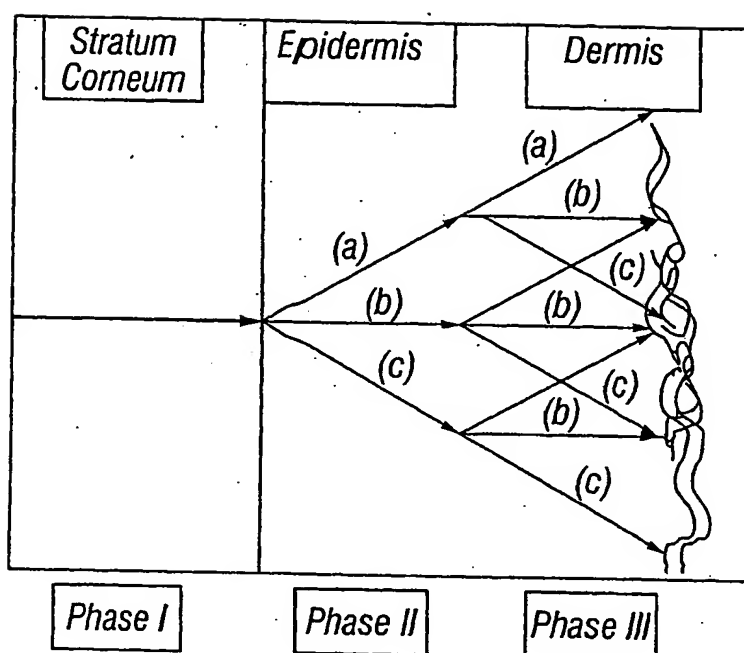 Stratum
Corneum
Epidermis
Dermis
(a)
(b)
(a)
(c)
(b)
(b)
(c)
(c)
(b)
(c)
Phase I
Phase II
Phase III